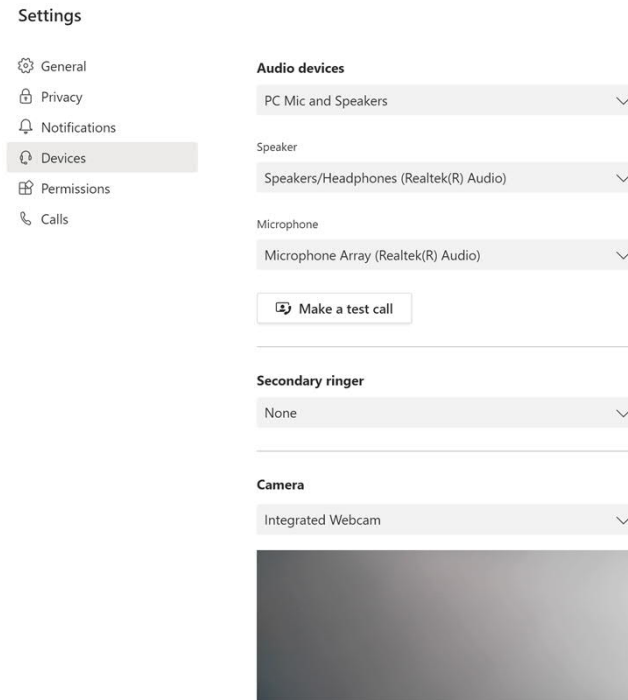 Settings
General
Privacy
Notifications
Devices
Permissions
Calls
Audio devices
PC Mic and Speakers
Speaker
Speakers/Headphones (Realtek(R) Audio)
Microphone
Microphone Array (Realtek(R) Audio)
Make a test call
Secondary ringer
None
Camera
Integrated Webcam